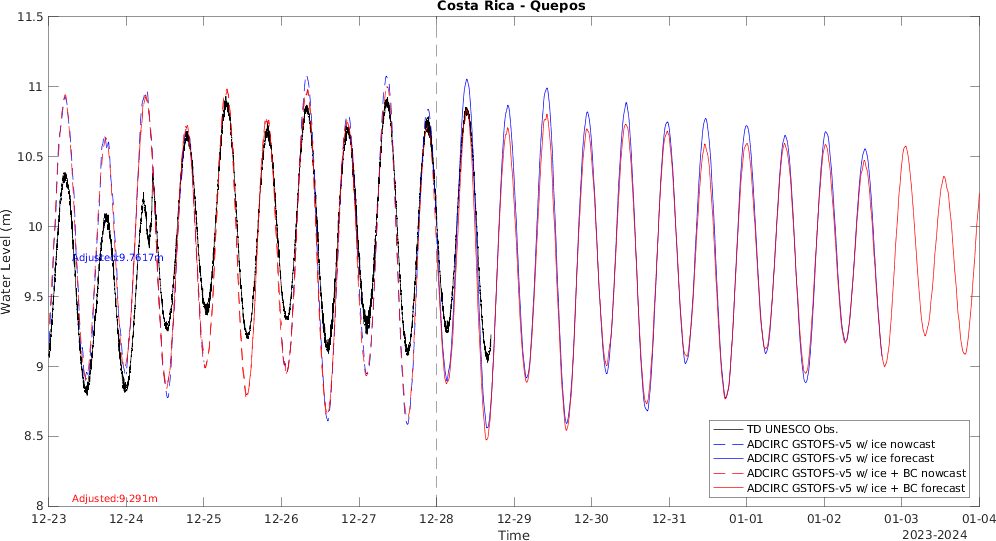 Costa Rica - Quepos
11.5
11
10.5
10
9.5
9
8.5
8
Water Level (m)
Adjusted:9.7617m
Adjusted:9.291m
TD UNESCO Obs.
ADCIRC GSTOFS-v5 w/ ice nowcast
ADCIRC GSTOFS-v5 w/ ice forecast
ADCIRC GSTOFS-v5 w/ ice + BC nowcast
ADCIRC GSTOFS-v5 w/ ice + BC forecast
12-23 12-24 12-25 12-26 12-27 12-28 12-29 12-30 12-31 01-01 01-02 01-03 01-04
Time
2023-2024